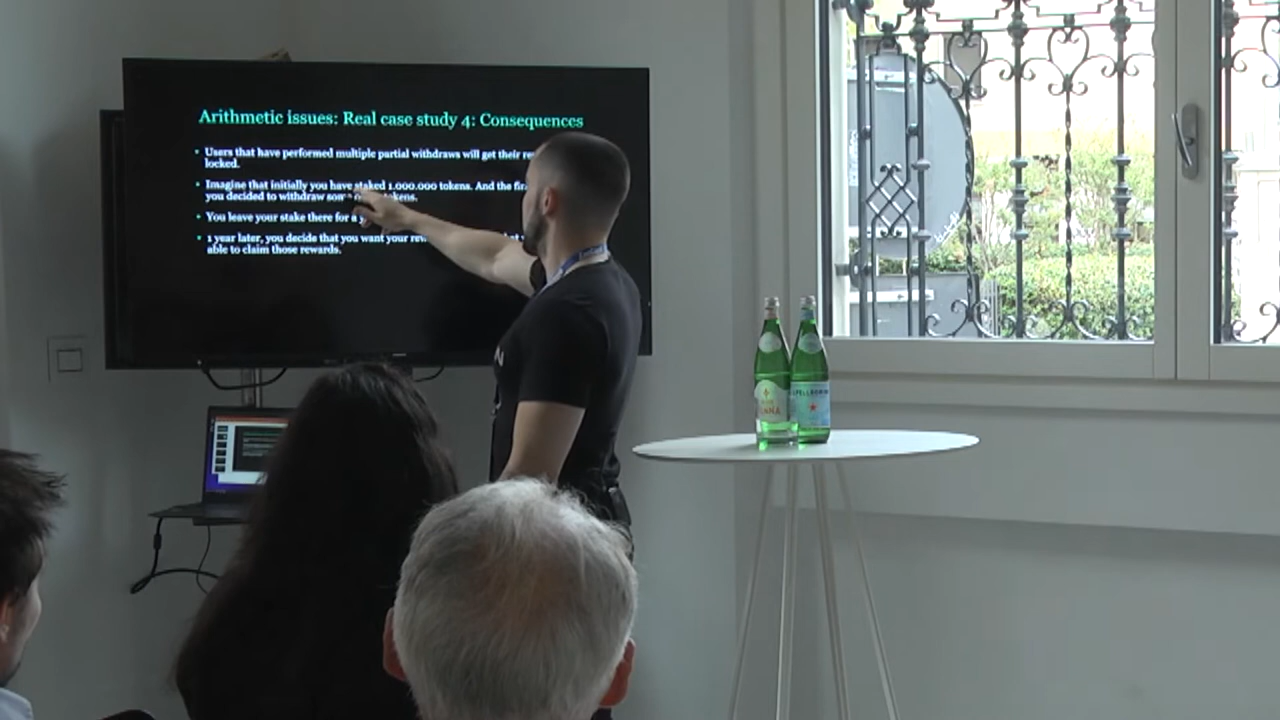 Arithmetic issues: Real case study 4: Consequences
Users that have performed multiple partial withdraws will get their
locked.
Imagine that initially you have staked 1.000.000 tokens. And the
you decided to withdraw tokens.
You leave your stake there for a
1 year later, you decide that you want your
able to claim those rewards.